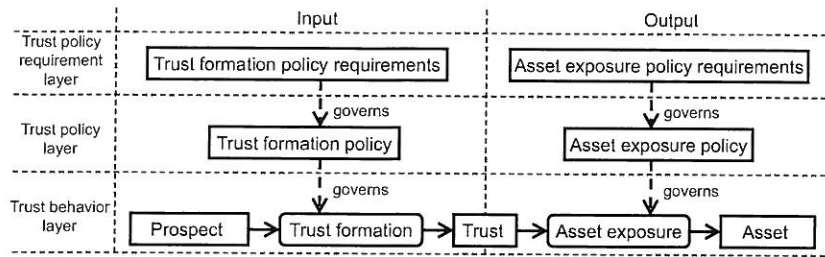 Input
Output
Trust policy
requirement
layer
Trust formation policy requirements
Asset exposure policy requirements
governs
governs
Trust policy
layer
Trust formation policy
Asset exposure policy
governs
governs
Trust behavior
layer
Prospect
Trust formation
Trust
Asset exposure
Asset